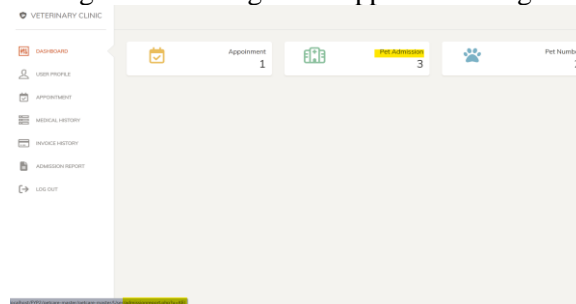 VETERINARY CLINIC
DASHBOARD
USER PROFILE
APPOINTMENT
MEDICAL HISTORY
INVOICE HISTORY
ADMISSION REPORT
LOG OUT
Appoinment
1
Pet Admission
3
Pet Numb